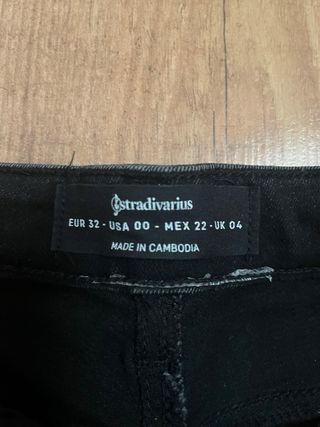 stradivarius
EUR 32 - USA 00 - MEX 22 - UK 04
MADE IN CAMBODIA